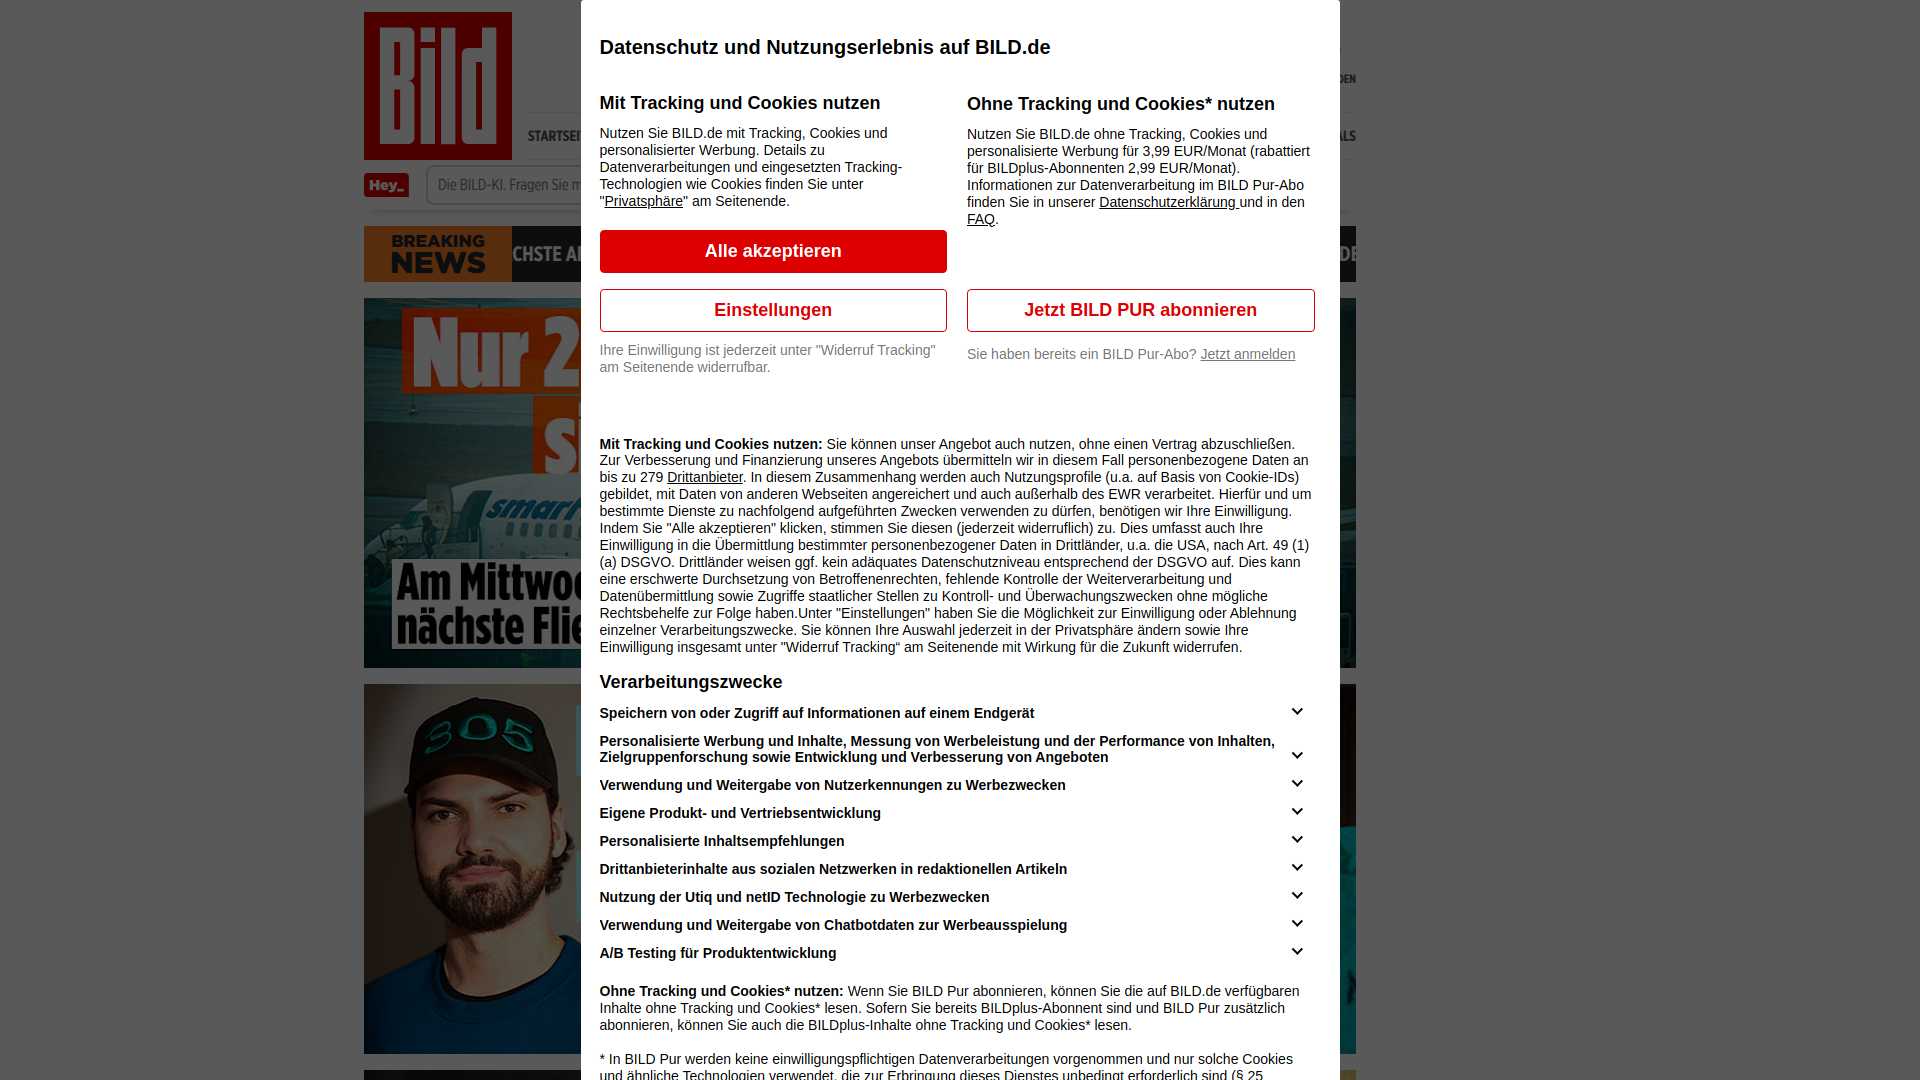 Bild
STARTSEI
Hey_
Die BILD-KI. Fragen Sie m
BREAKING
NEWS
CHSTE A
Nur 2
Am Mittwo
nächste Flie
smart
305
Datenschutz und Nutzungserlebnis auf BILD.de
Mit Tracking und Cookies nutzen
Nutzen Sie BILD.de mit Tracking, Cookies und
personalisierter Werbung. Details zu
Datenverarbeitungen und eingesetzten Tracking-
Technologien wie Cookies finden Sie unter
"Privatsphäre" am Seitenende.
Alle akzeptieren
Einstellungen
Ihre Einwilligung ist jederzeit unter "Widerruf Tracking"
am Seitenende widerrufbar.
Ohne Tracking und Cookies* nutzen
Nutzen Sie BILD.de ohne Tracking, Cookies und
personalisierte Werbung für 3,99 EUR/Monat (rabattiert
für BILDplus-Abonnenten 2,99 EUR/Monat).
Informationen zur Datenverarbeitung im BILD Pur-Abo
finden Sie in unserer Datenschutzerklärung und in den
FAQ.
Jetzt BILD PUR abonnieren
Sie haben bereits ein BILD Pur-Abo? Jetzt anmelden
Mit Tracking und Cookies nutzen: Sie können unser Angebot auch nutzen, ohne einen Vertrag abzuschließen.
Zur Verbesserung und Finanzierung unseres Angebots übermitteln wir in diesem Fall personenbezogene Daten an
bis zu 279 Drittanbieter. In diesem Zusammenhang werden auch Nutzungsprofile (u.a. auf Basis von Cookie-IDs)
gebildet, mit Daten von anderen Webseiten angereichert und auch außerhalb des EWR verarbeitet. Hierfür und um
bestimmte Dienste zu nachfolgend aufgeführten Zwecken verwenden zu dürfen, benötigen wir Ihre Einwilligung.
Indem Sie "Alle akzeptieren" klicken, stimmen Sie diesen (jederzeit widerruflich) zu. Dies umfasst auch Ihre
Einwilligung in die Übermittlung bestimmter personenbezogener Daten in Drittländer, u.a. die USA, nach Art. 49 (1)
(a) DSGVO. Drittländer weisen ggf. kein adäquates Datenschutzniveau entsprechend der DSGVO auf. Dies kann
eine erschwerte Durchsetzung von Betroffenenrechten, fehlende Kontrolle der Weiterverarbeitung und
Datenübermittlung sowie Zugriffe staatlicher Stellen zu Kontroll- und Überwachungszwecken ohne mögliche
Rechtsbehelfe zur Folge haben.Unter "Einstellungen" haben Sie die Möglichkeit zur Einwilligung oder Ablehnung
einzelner Verarbeitungszwecke. Sie können Ihre Auswahl jederzeit in der Privatsphäre ändern sowie Ihre
Einwilligung insgesamt unter "Widerruf Tracking“ am Seitenende mit Wirkung für die Zukunft widerrufen.
Verarbeitungszwecke
Speichern von oder Zugriff auf Informationen auf einem Endgerät
Personalisierte Werbung und Inhalte, Messung von Werbeleistung und der Performance von Inhalten,
Zielgruppenforschung sowie Entwicklung und Verbesserung von Angeboten
Verwendung und Weitergabe von Nutzerkennungen zu Werbezwecken
Eigene Produkt- und Vertriebsentwicklung
Personalisierte Inhaltsempfehlungen
Drittanbieterinhalte aus sozialen Netzwerken in redaktionellen Artikeln
Nutzung der Utiq und netID Technologie zu Werbezwecken
Verwendung und Weitergabe von Chatbotdaten zur Werbeausspielung
A/B Testing für Produktentwicklung
Ohne Tracking und Cookies* nutzen: Wenn Sie BILD Pur abonnieren, können Sie die auf BILD.de verfügbaren
Inhalte ohne Tracking und Cookies* lesen. Sofern Sie bereits BILDplus-Abonnent sind und BILD Pur zusätzlich
abonnieren, können Sie auch die BILDplus-Inhalte ohne Tracking und Cookies* lesen.
* In BILD Pur werden keine einwilligungspflichtigen Datenverarbeitungen vorgenommen und nur solche Cookies
und ähnliche Technologien verwendet, die zur Erbringung dieses Dienstes unbedingt erforderlich sind (§ 25